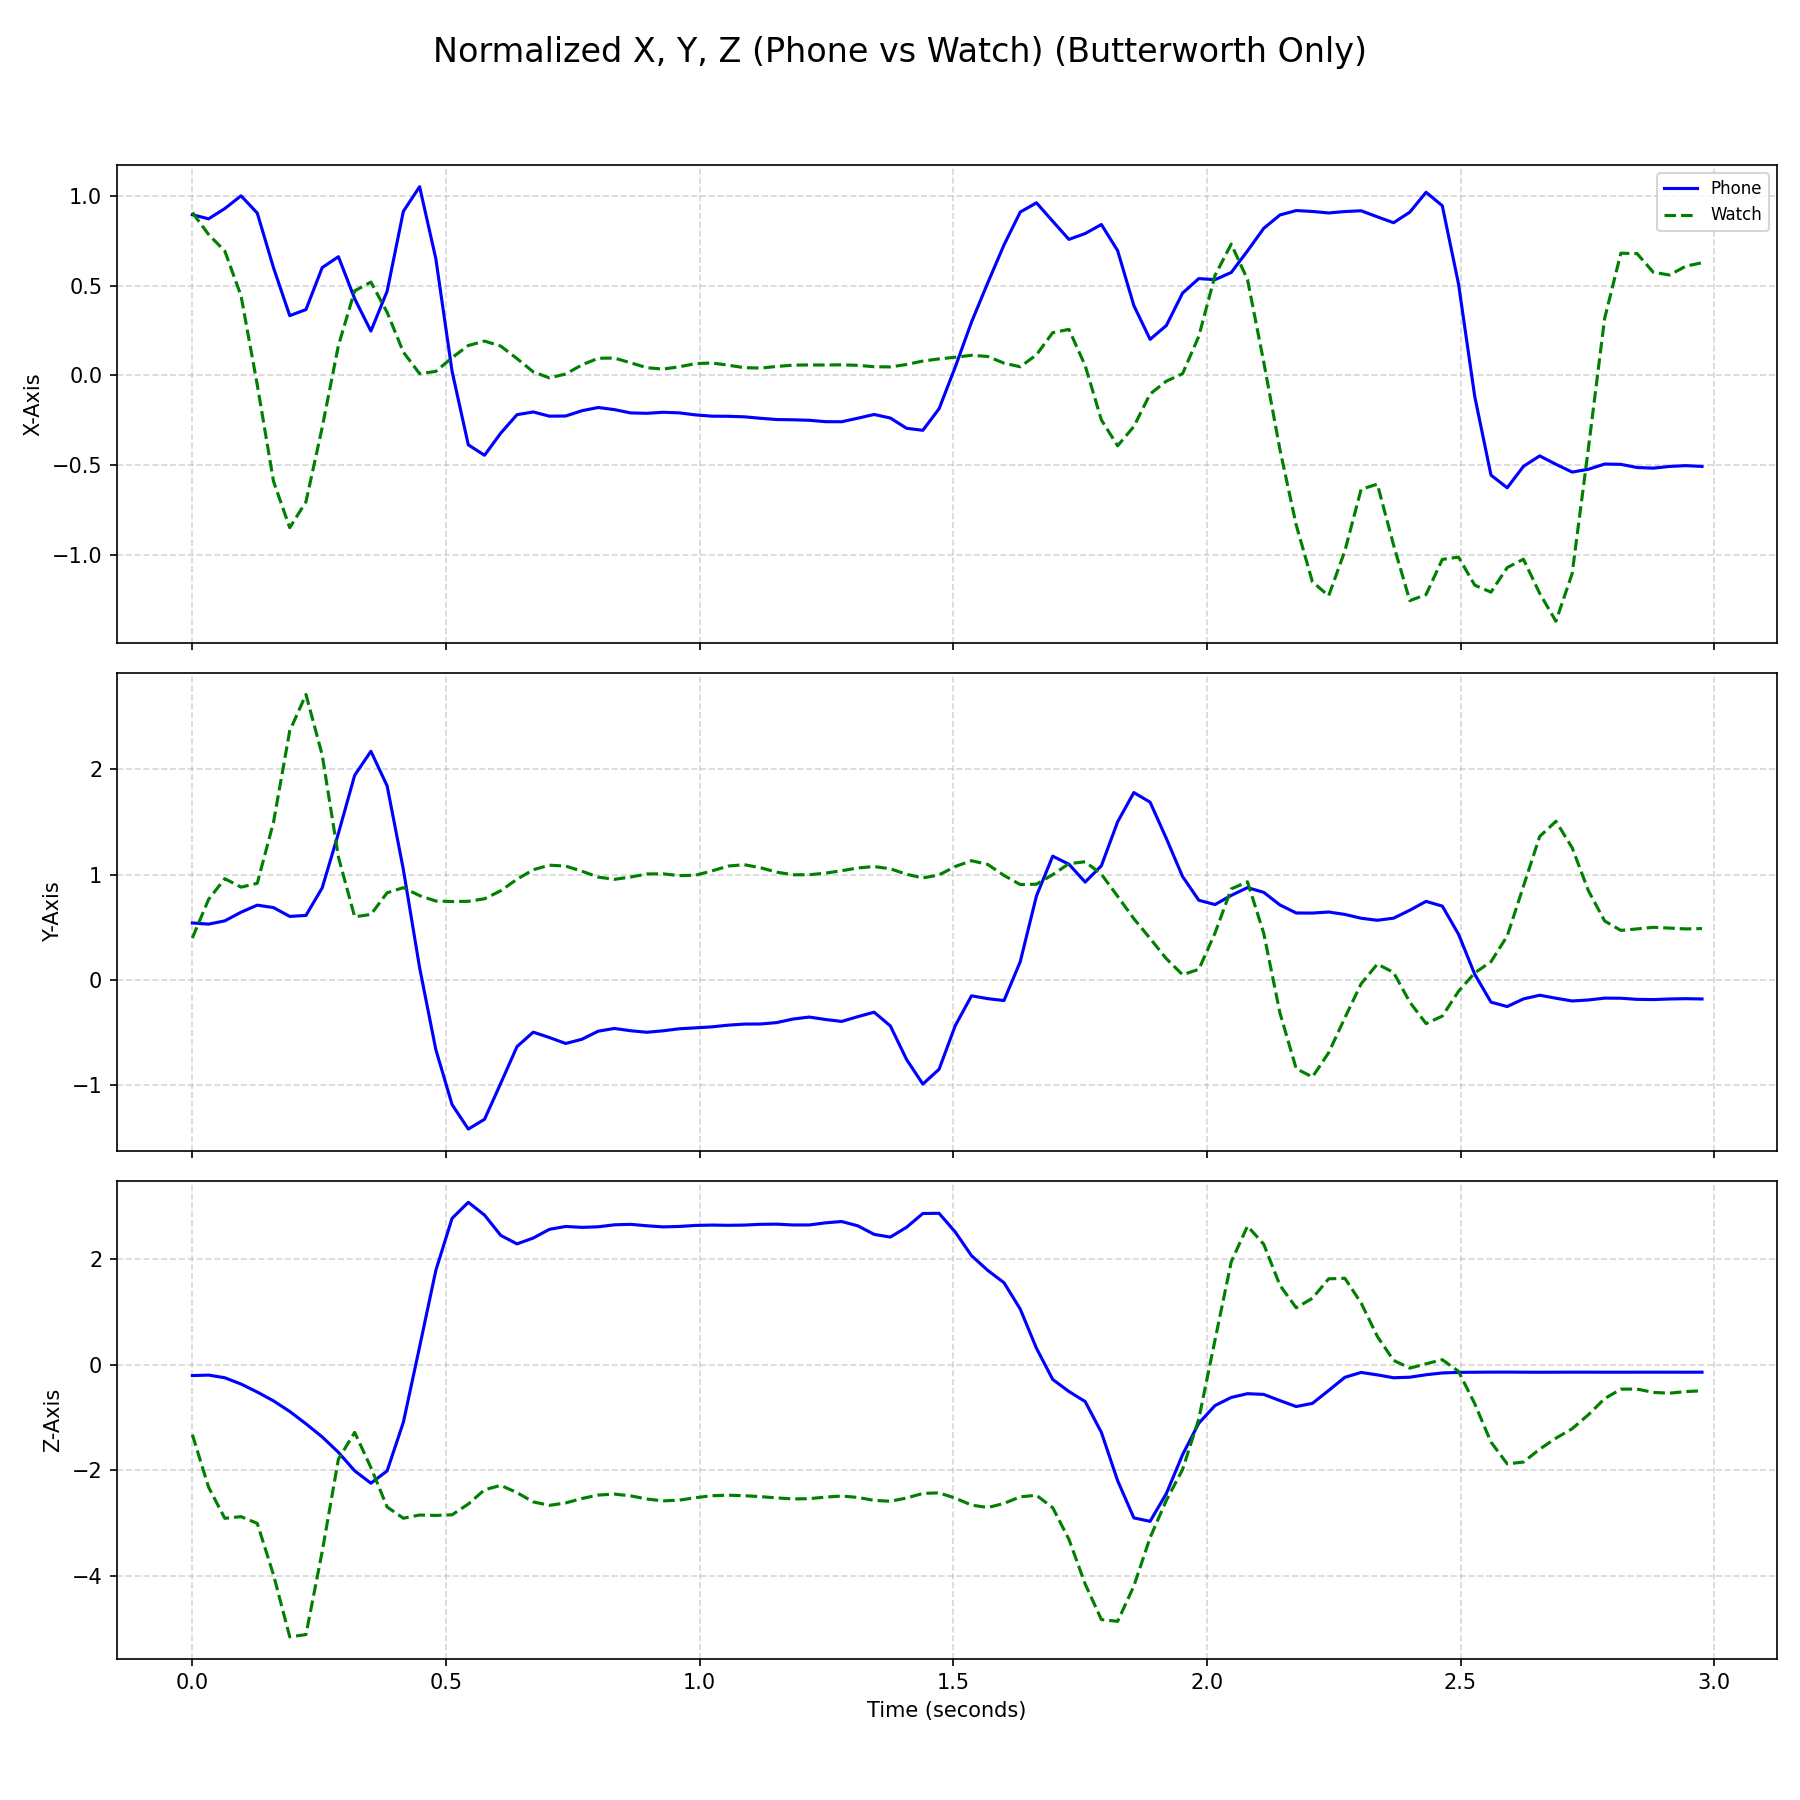 Normalized X, Y, Z (Phone vs Watch) (Butterworth Only)
Phone
Watch
1.0
0.5
0.0
−0.5
−1.0
X-Axis
2
1
0
−1
Y-Axis
2
0
−2
−4
Z-Axis
0.0 0.5 1.0 1.5 2.0 2.5 3.0
Time (seconds)